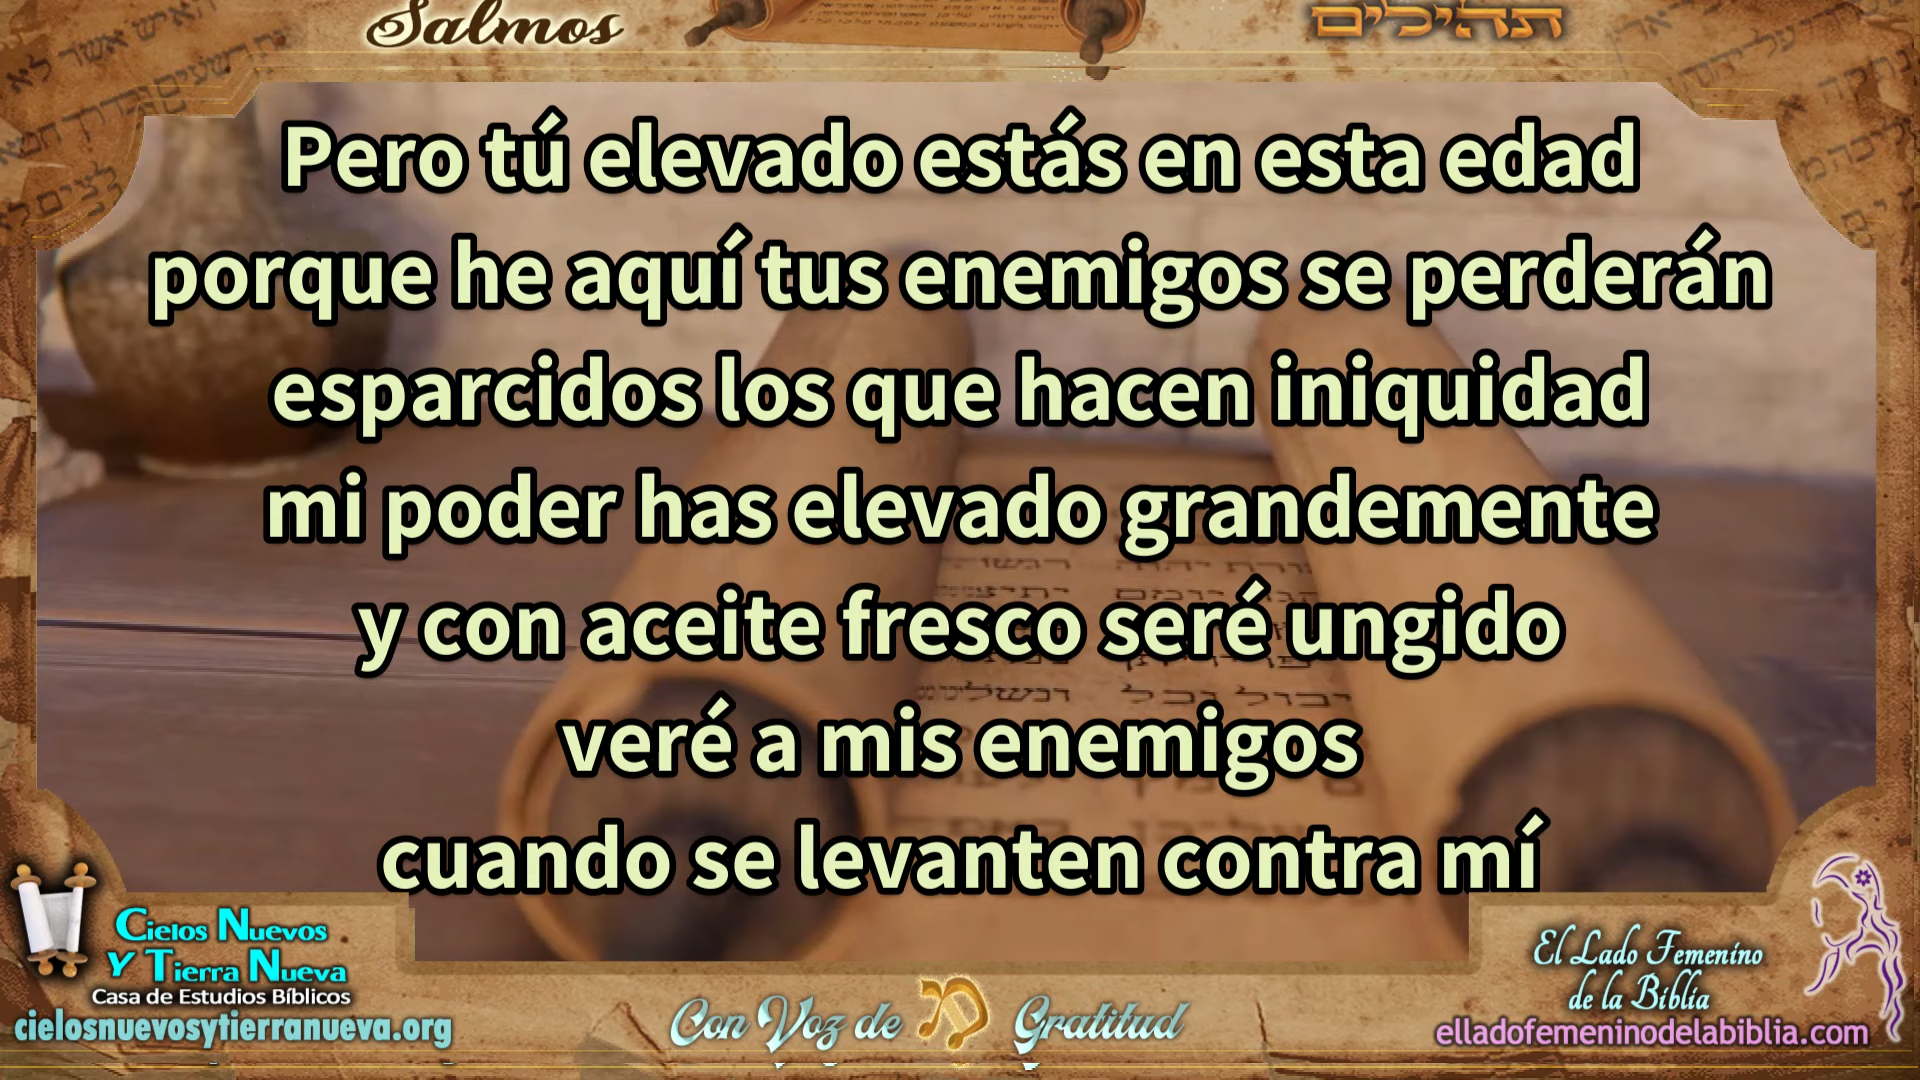 Salmos
תהילים
Pero tú elevado estás en esta edad
porque he aquí tus enemigos se perderán
esparcidos los que hacen iniquidad
mi poder has elevado grandemente
y con aceite fresco seré ungido
veré a mis enemigos
cuando se levanten contra mí
Cielos Nuevos
Y Tierra Nueva
Casa de Estudios Bíblicos
cielosnuevosytierranueva.org
Con Voz de Gratitud
El Lado Femenino
de la Biblia
elladofemeninodelabiblia.com